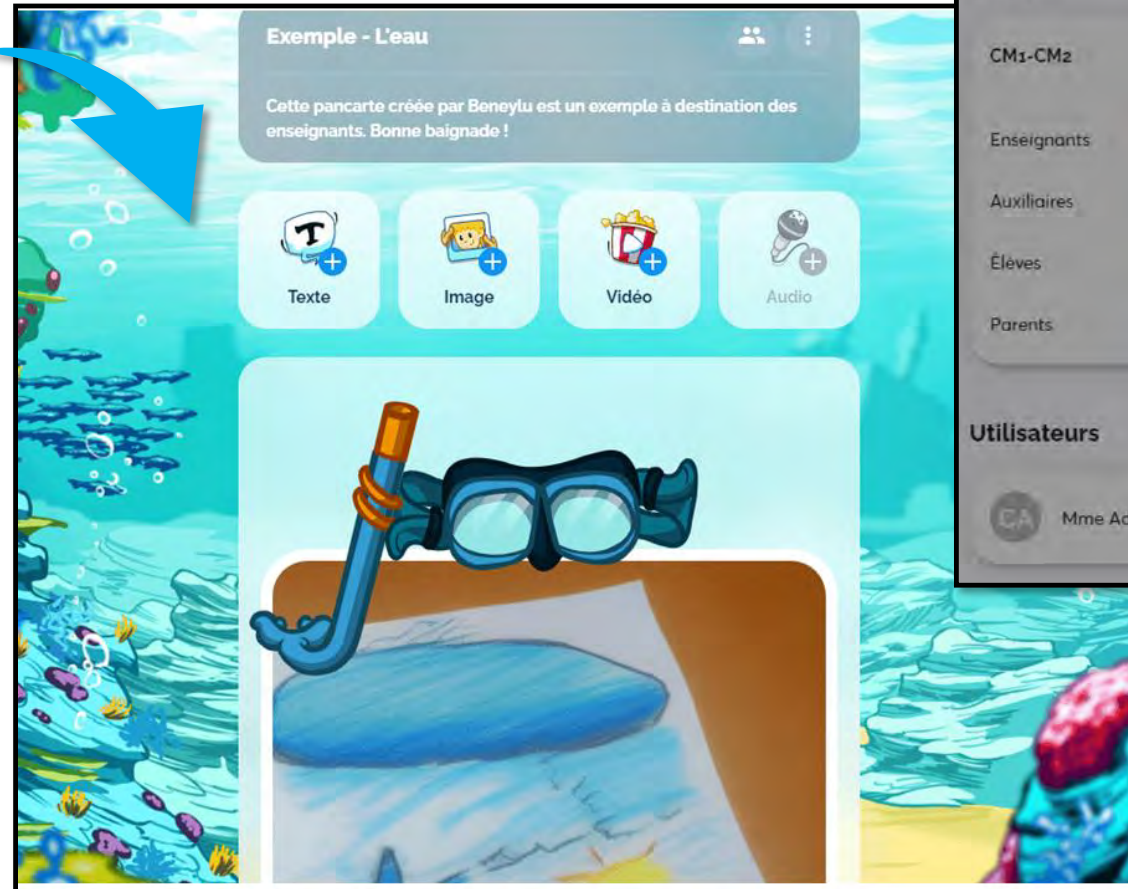 Exemple - L'eau
Cette pancarte créée par Beneylu est un exemple à destination des
enseignants. Bonne baignade !
T
Texte
Image
Vidéo
Audio
CM1-CM2
Enseignants
Auxiliaires
Élèves
Parents
Utilisateurs
CA
Mme